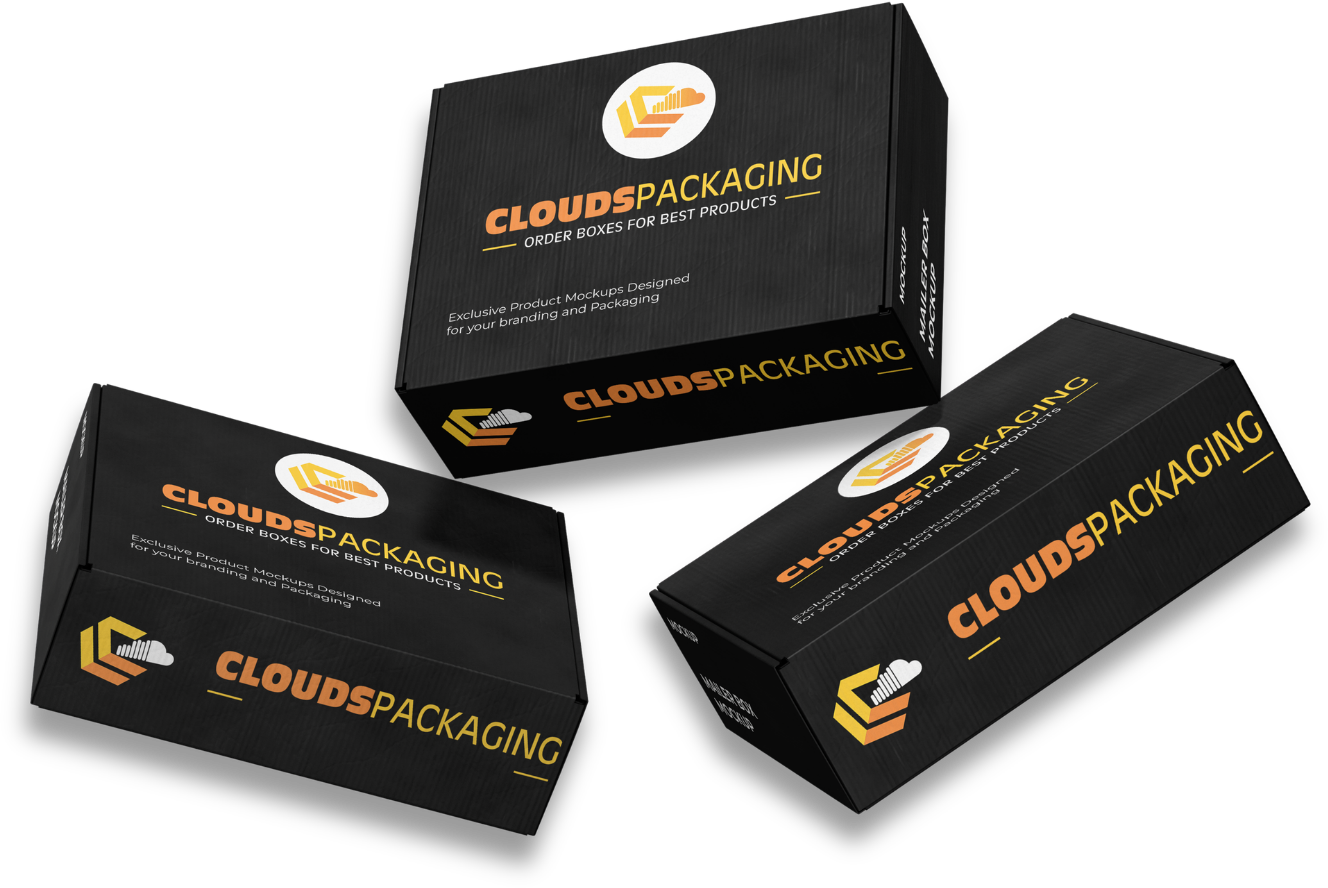 CLOUDSPACKAGING
ORDER BOXES FOR BEST PRODUCTS
Exclusive Product Mockups Designed
for your branding and Packaging
CLOUDSPACKAGING
MOCKUP
MAILER BOX
MOCKUP
CLOUDSPACKAGING
ORDER BOXES FOR BEST PRODUCTS
Exclusive Product Mockups Designed
for your branding and Packaging
CLOUDSPACKAGING
CLOUDSPACKAGING
ORDER BOXES FOR BEST PRODUCTS
Exclusive Product Mockups Designed
for your branding and Packaging
CLOUDSPACKAGING
MOCKUP
MAILER BOX
MOCKUP